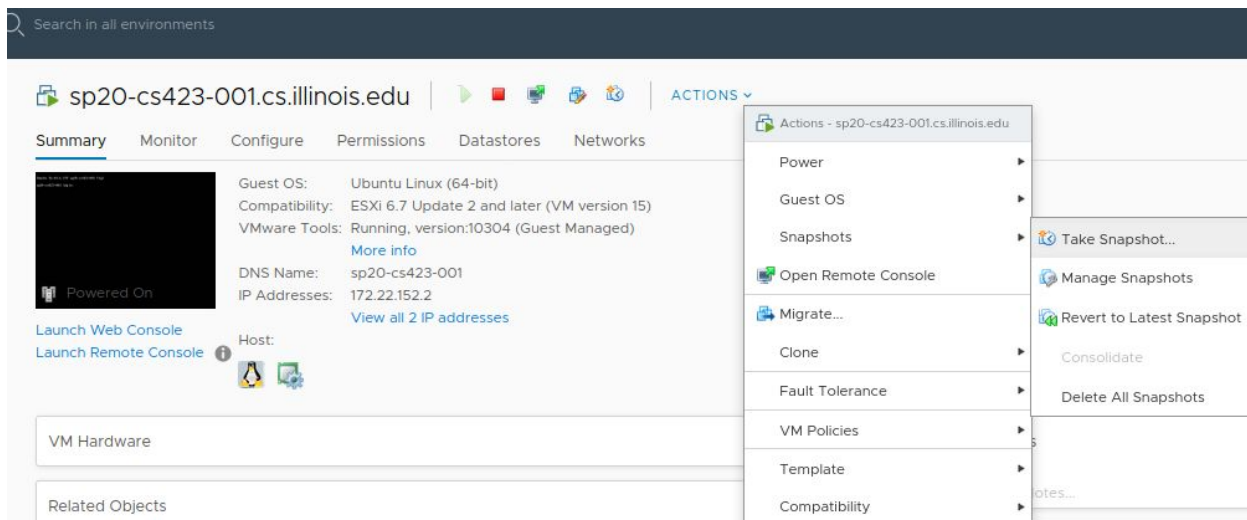 Search in all environments
sp20-cs423-001.cs.illinois.edu
ACTIONS
Summary Monitor Configure Permissions Datastores Networks
Powered On
Launch Web Console
Launch Remote Console
Guest OS: Ubuntu Linux (64-bit)
Compatibility: ESXi 6.7 Update 2 and later (VM version 15)
VMware Tools: Running, version:10304 (Guest Managed)
More info
DNS Name: sp20-cs423-001
IP Addresses: 172.22.152.2
View all 2 IP addresses
Host:
VM Hardware
Related Objects
Actions - sp20-cs423-001.cs.illinois.edu
Power
Guest OS
Snapshots
Open Remote Console
Migrate...
Clone
Fault Tolerance
VM Policies
Template
Compatibility
Take Snapshot...
Manage Snapshots
Revert to Latest Snapshot
Consolidate
Delete All Snapshots